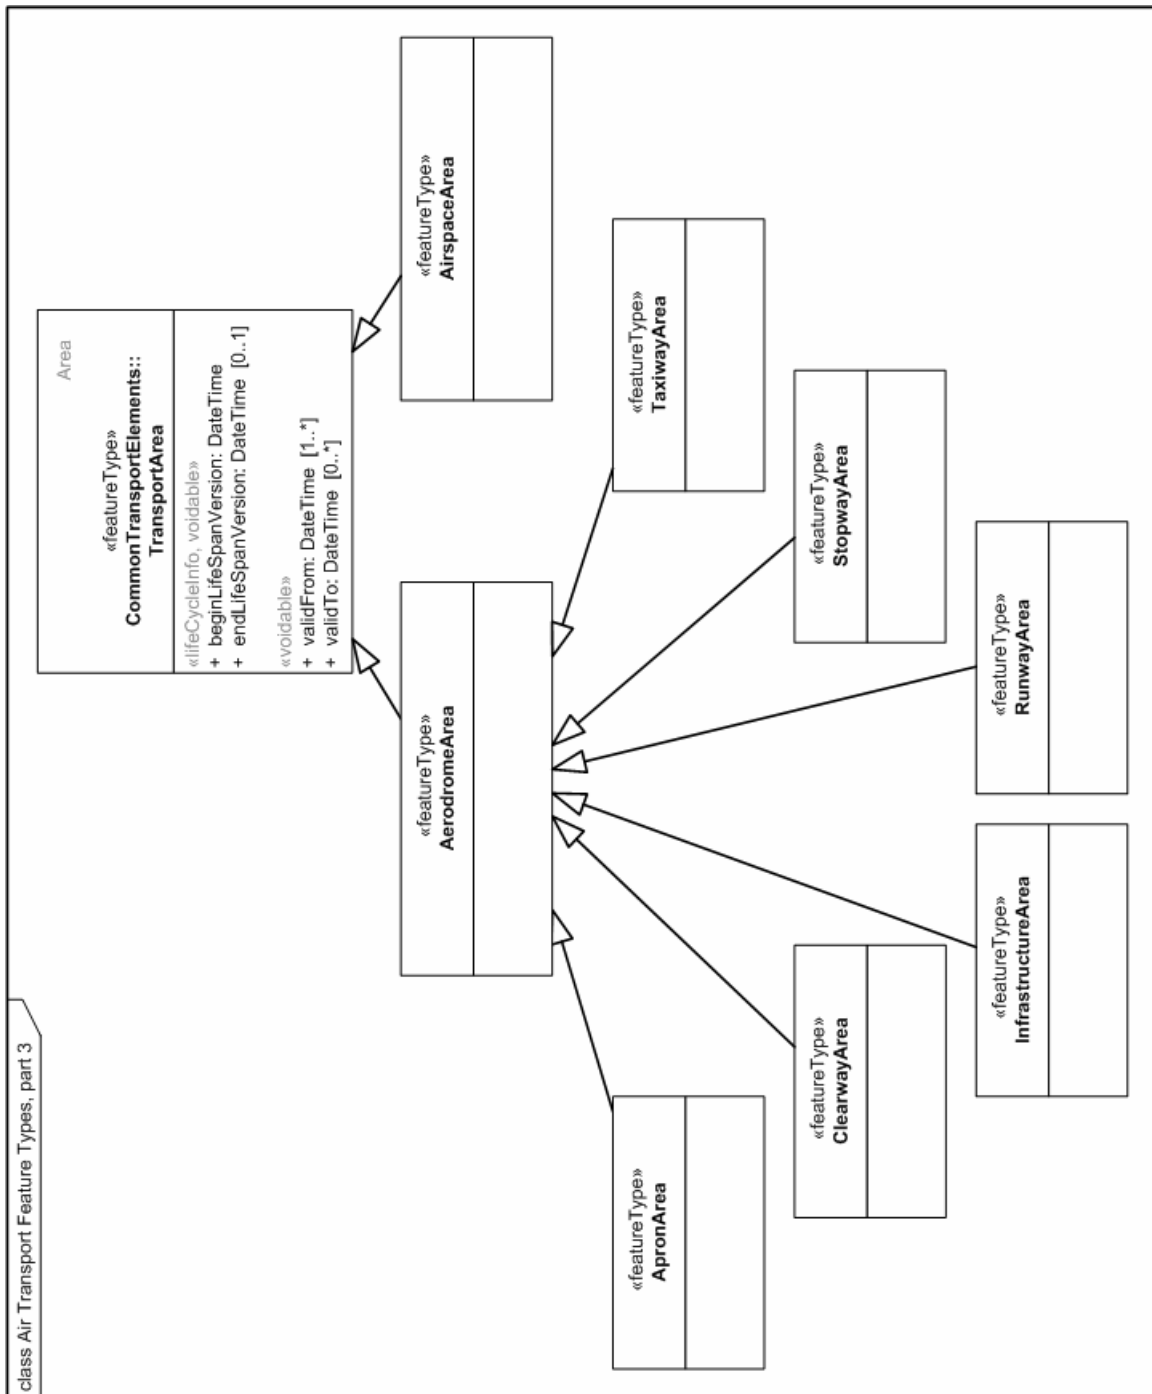 class Air Transport Feature Types, part 3
Area
«featureType»
CommonTransportElements::
TransportArea
«lifeCycleInfo, voidable»
+ beginLifeSpanVersion: DateTime
+ endLifeSpanVersion: DateTime [0..1]
«voidable»
+ validFrom: DateTime [1..*]
+ validTo: DateTime [0..*]
«featureType»
AerodromeArea
«featureType»
AirspaceArea
«featureType»
ApronArea
«featureType»
TaxiwayArea
«featureType»
ClearwayArea
«featureType»
StopwayArea
«featureType»
InfrastructureArea
«featureType»
RunwayArea